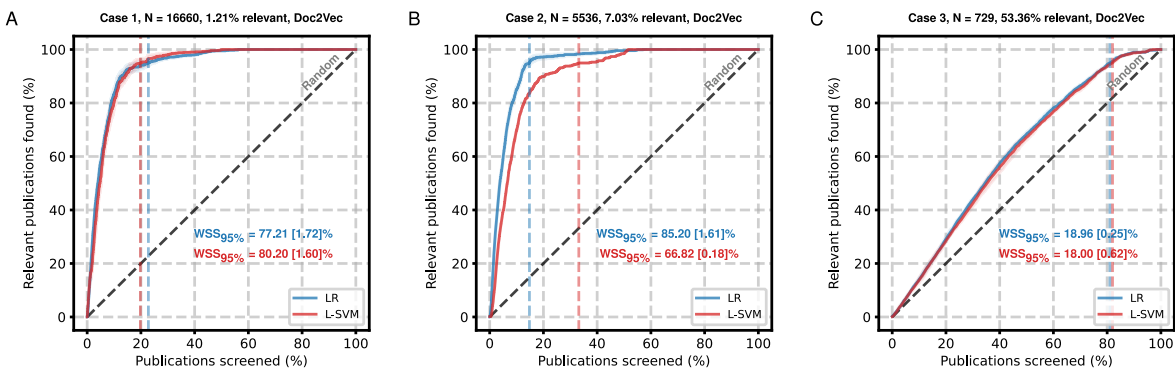 A
Case 1, N = 16660, 1.21% relevant, Doc2Vec
Relevant publications found (%)
100
80
60
40
20
0
Random
WSS95% = 77.21 [1.72]%
WSS95% = 80.20 [1.60]%
LR
L-SVM
0 20 40 60 80 100
Publications screened (%)
B
Case 2, N = 5536, 7.03% relevant, Doc2Vec
Relevant publications found (%)
100
80
60
40
20
0
Random
WSS95% = 85.20 [1.61]%
WSS95% = 66.82 [0.18]%
LR
L-SVM
0 20 40 60 80 100
Publications screened (%)
C
Case 3, N = 729, 53.36% relevant, Doc2Vec
Relevant publications found (%)
100
80
60
40
20
0
Random
WSS95% = 18.96 [0.25]%
WSS95% = 18.00 [0.62]%
LR
L-SVM
0 20 40 60 80 100
Publications screened (%)